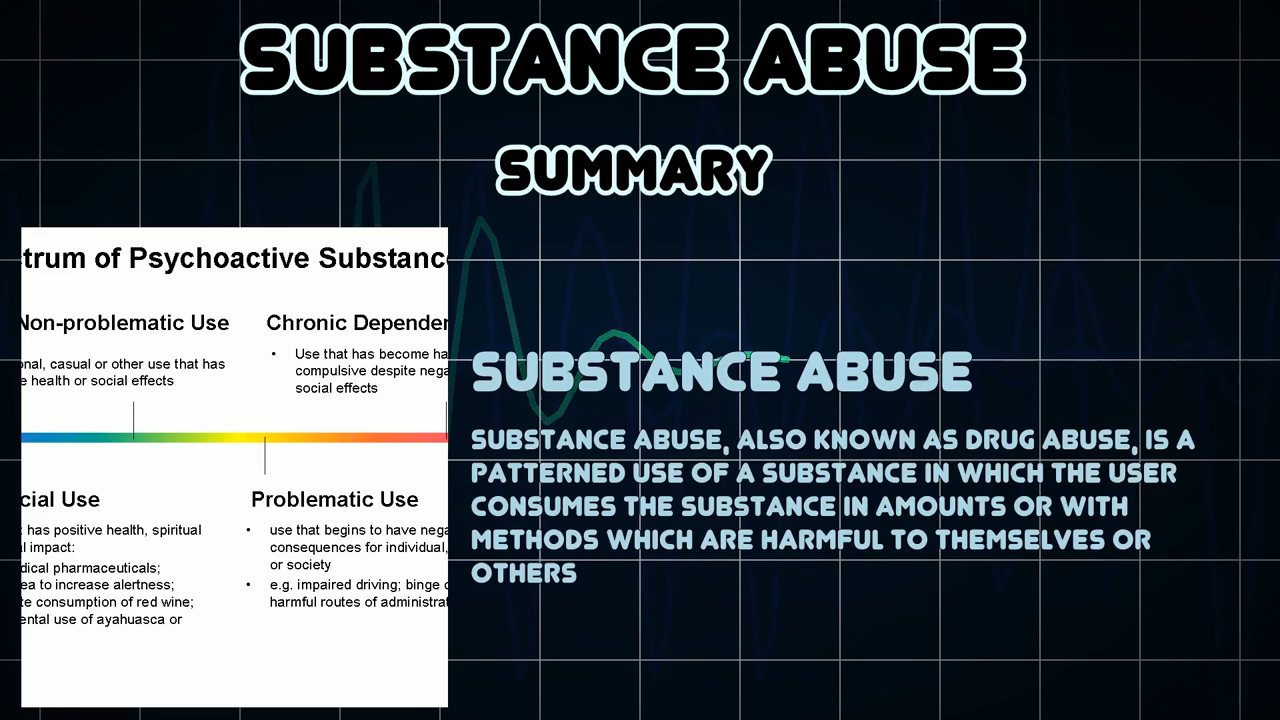 SUBSTANCE ABUSE
SUMMARY
trum of Psychoactive Substanc
Non-problematic Use
onal, casual or other use that has
e health or social effects
Chronic Dependen
• Use that has become ha
compulsive despite nega
social effects
cial Use
has positive health, spiritual
l impact:
dical pharmaceuticals;
ea to increase alertness;
te consumption of red wine;
ental use of ayahuasca or
Problematic Use
• use that begins to have nega
consequences for individual,
or society
• e.g. impaired driving; binge c
harmful routes of administrat
SUBSTANCE ABUSE
SUBSTANCE ABUSE, ALSO KNOWN AS DRUG ABUSE, IS A
PATTERNED USE OF A SUBSTANCE IN WHICH THE USER
CONSUMES THE SUBSTANCE IN AMOUNTS OR WITH
METHODS WHICH ARE HARMFUL TO THEMSELVES OR
OTHERS